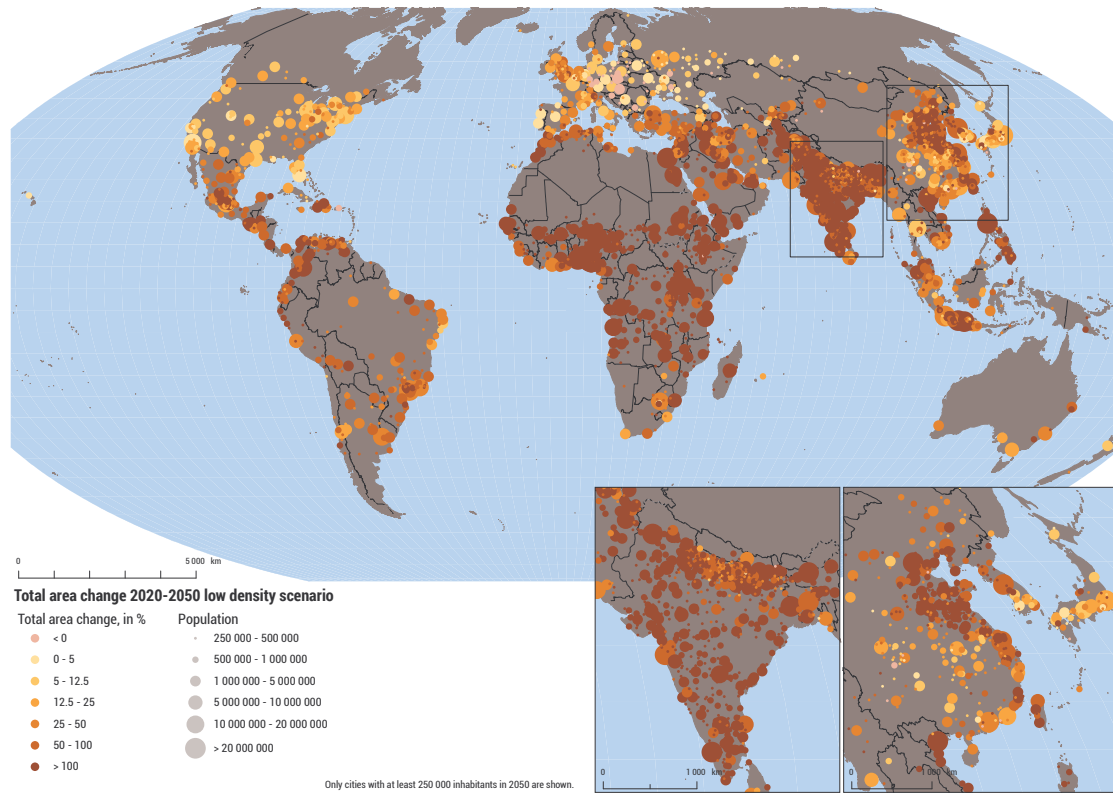 0 5 000 km
Total area change 2020-2050 low density scenario
Total area change, in %
< 0
0 - 5
5 - 12.5
12.5 - 25
25 - 50
50 - 100
> 100
Population
250 000 - 500 000
500 000 - 1 000 000
1 000 000 - 5 000 000
5 000 000 - 10 000 000
10 000 000 - 20 000 000
> 20 000 000
Only cities with at least 250 000 inhabitants in 2050 are shown.
0 1 000 km
0 1 000 km